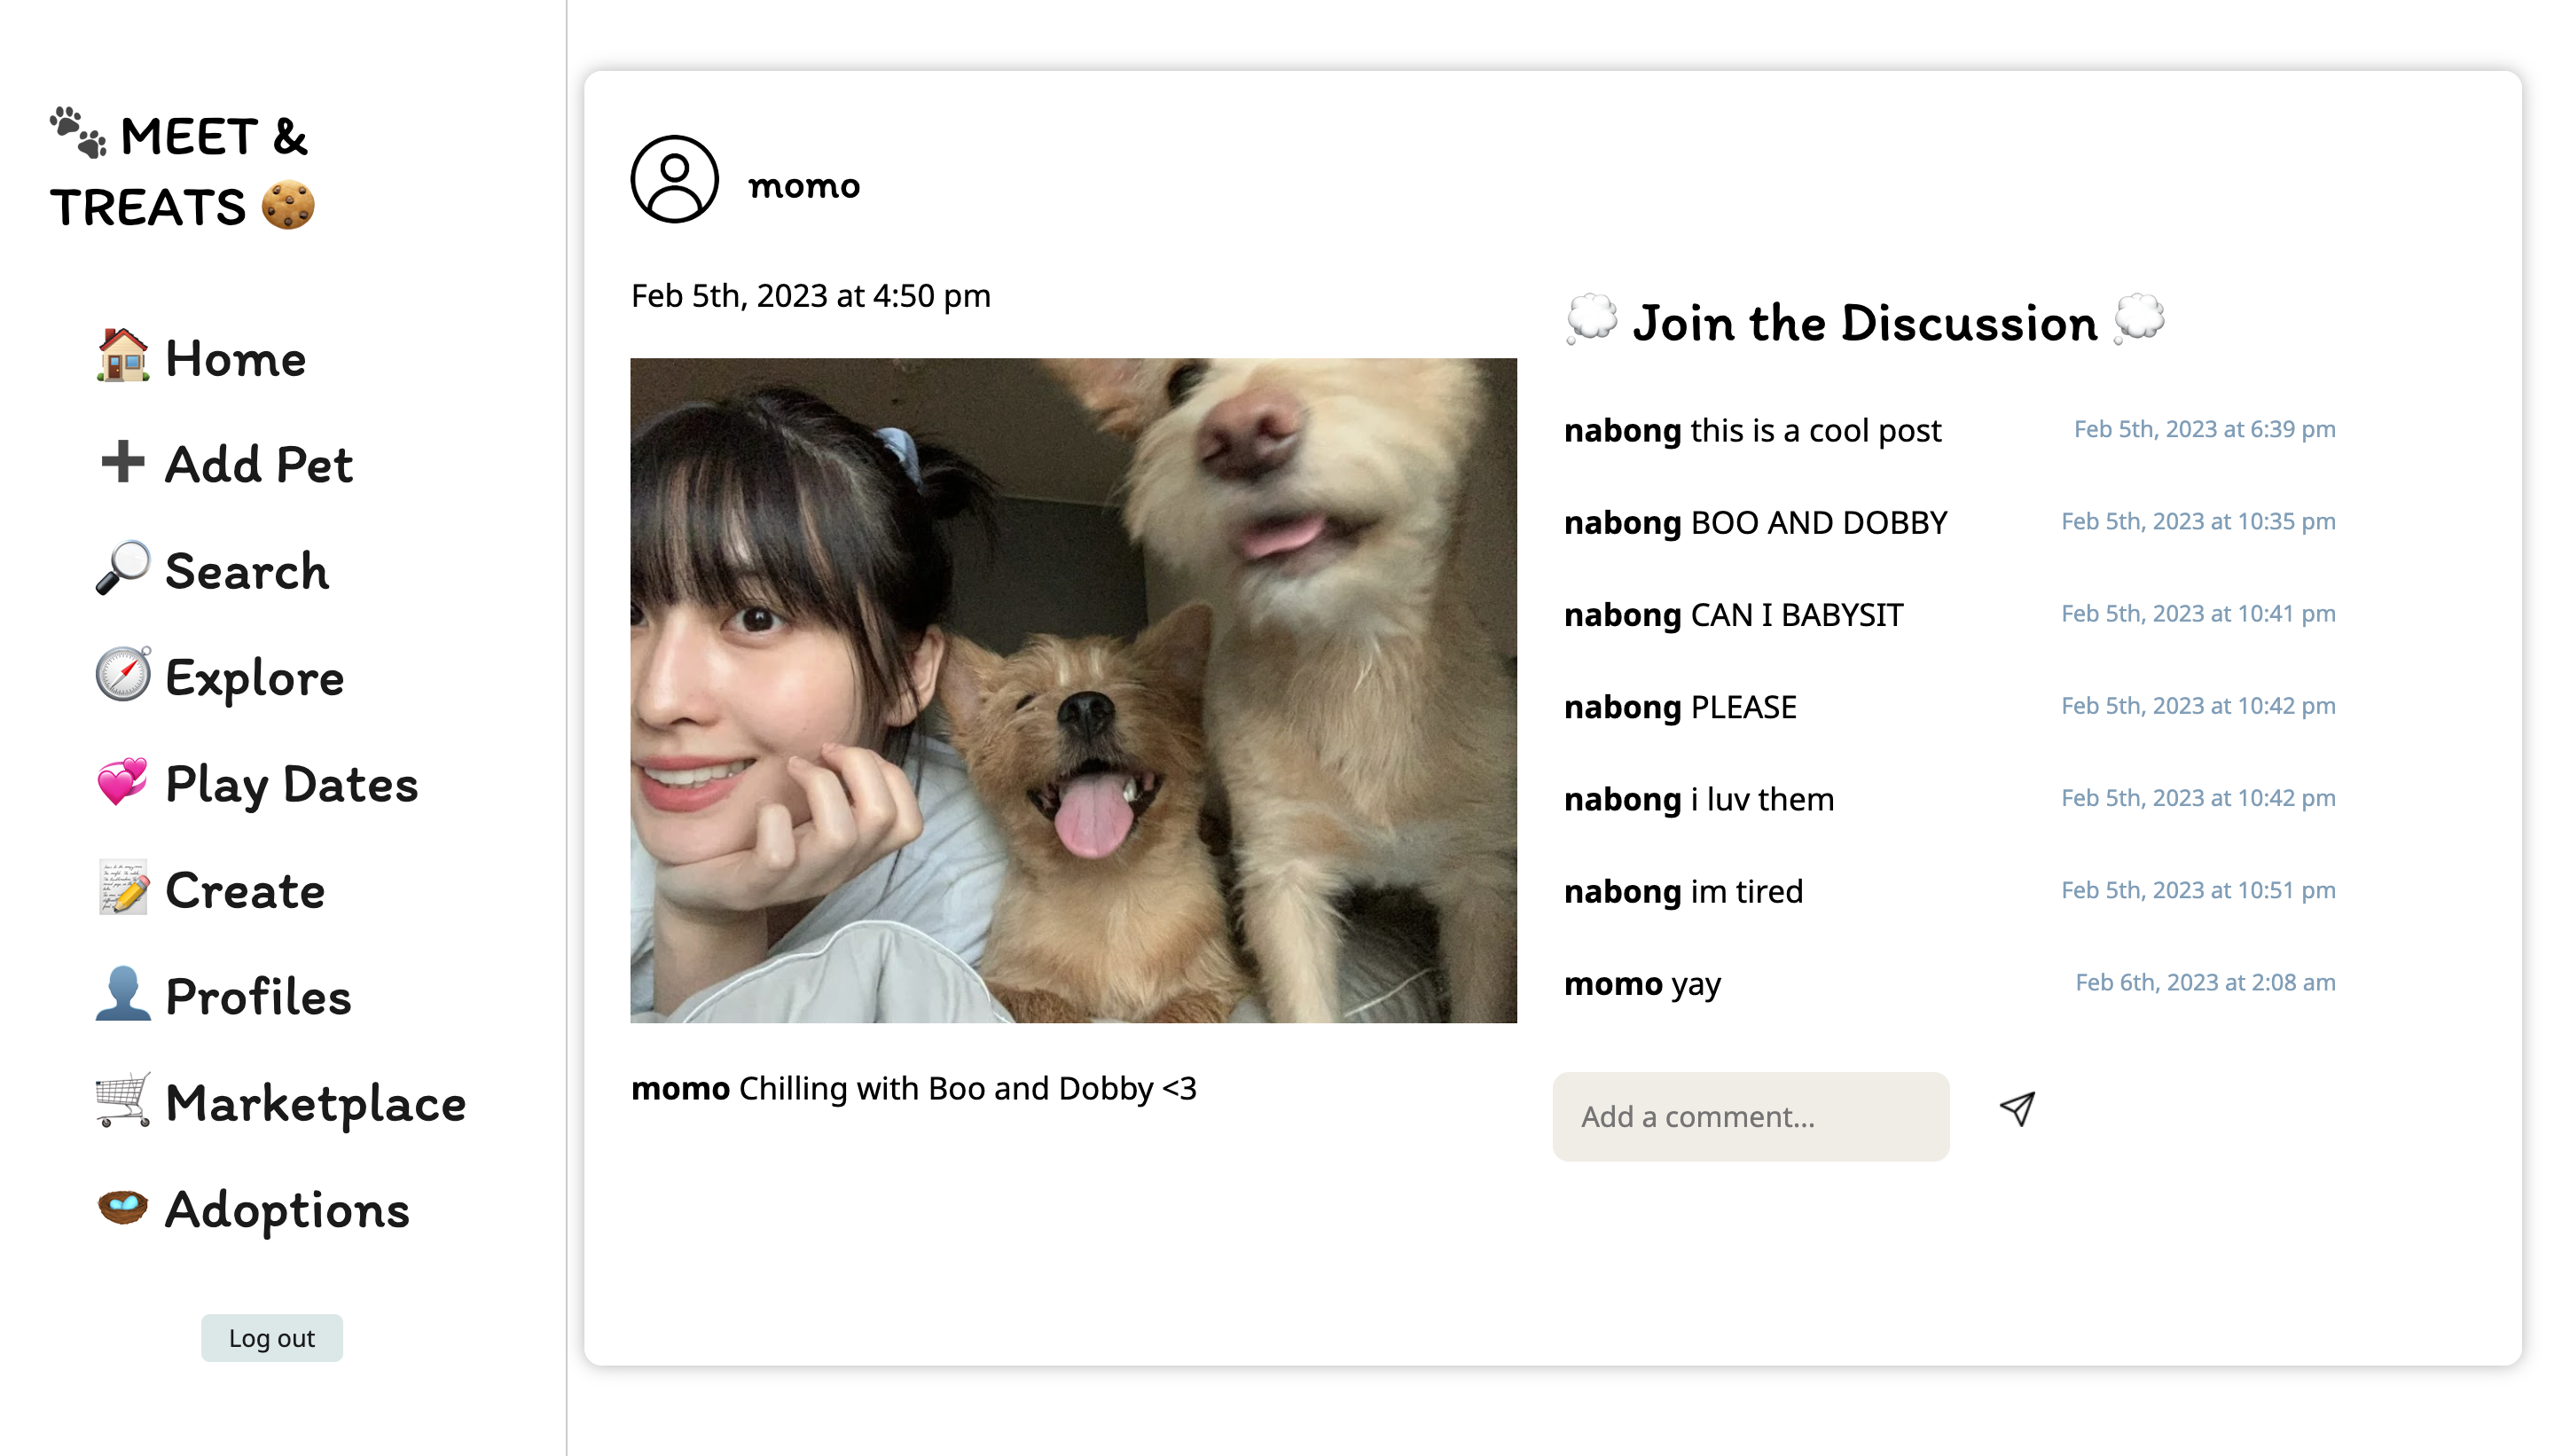 MEET &
TREATS
Home
Add Pet
Search
Explore
Play Dates
Create
Profiles
Marketplace
Adoptions
Log out
momo
Feb 5th, 2023 at 4:50 pm
momo Chilling with Boo and Dobby <3
Join the Discussion
nabong this is a cool post Feb 5th, 2023 at 6:39 pm
nabong BOO AND DOBBY Feb 5th, 2023 at 10:35 pm
nabong CAN I BABYSIT Feb 5th, 2023 at 10:41 pm
nabong PLEASE Feb 5th, 2023 at 10:42 pm
nabong i luv them Feb 5th, 2023 at 10:42 pm
nabong im tired Feb 5th, 2023 at 10:51 pm
momo yay Feb 6th, 2023 at 2:08 am
Add a comment...